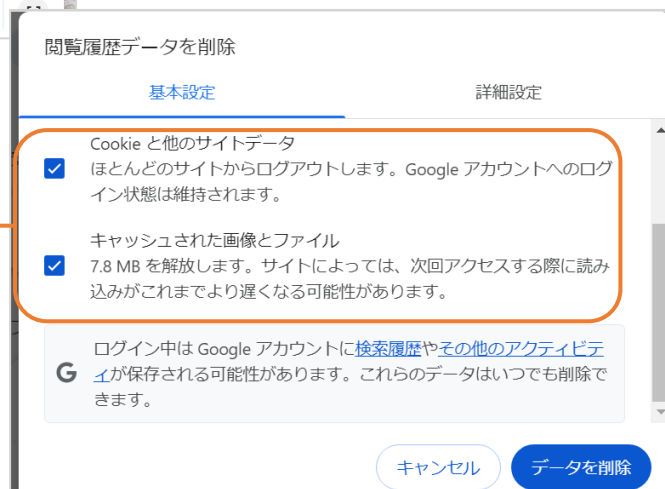 閲覧履歴データを削除
基本設定
詳細設定
Cookie と他のサイトデータ
ほとんどのサイトからログアウトします。Google アカウントへのログ
イン状態は維持されます。
キャッシュされた画像とファイル
7.8 MB を解放します。サイトによっては、次回アクセスする際に読み
込みがこれまでより遅くなる可能性があります。
G
ログイン中は Google アカウントに検索履歴やその他のアクティビテ
ィが保存される可能性があります。これらのデータはいつでも削除で
きます。
キャンセル
データを削除